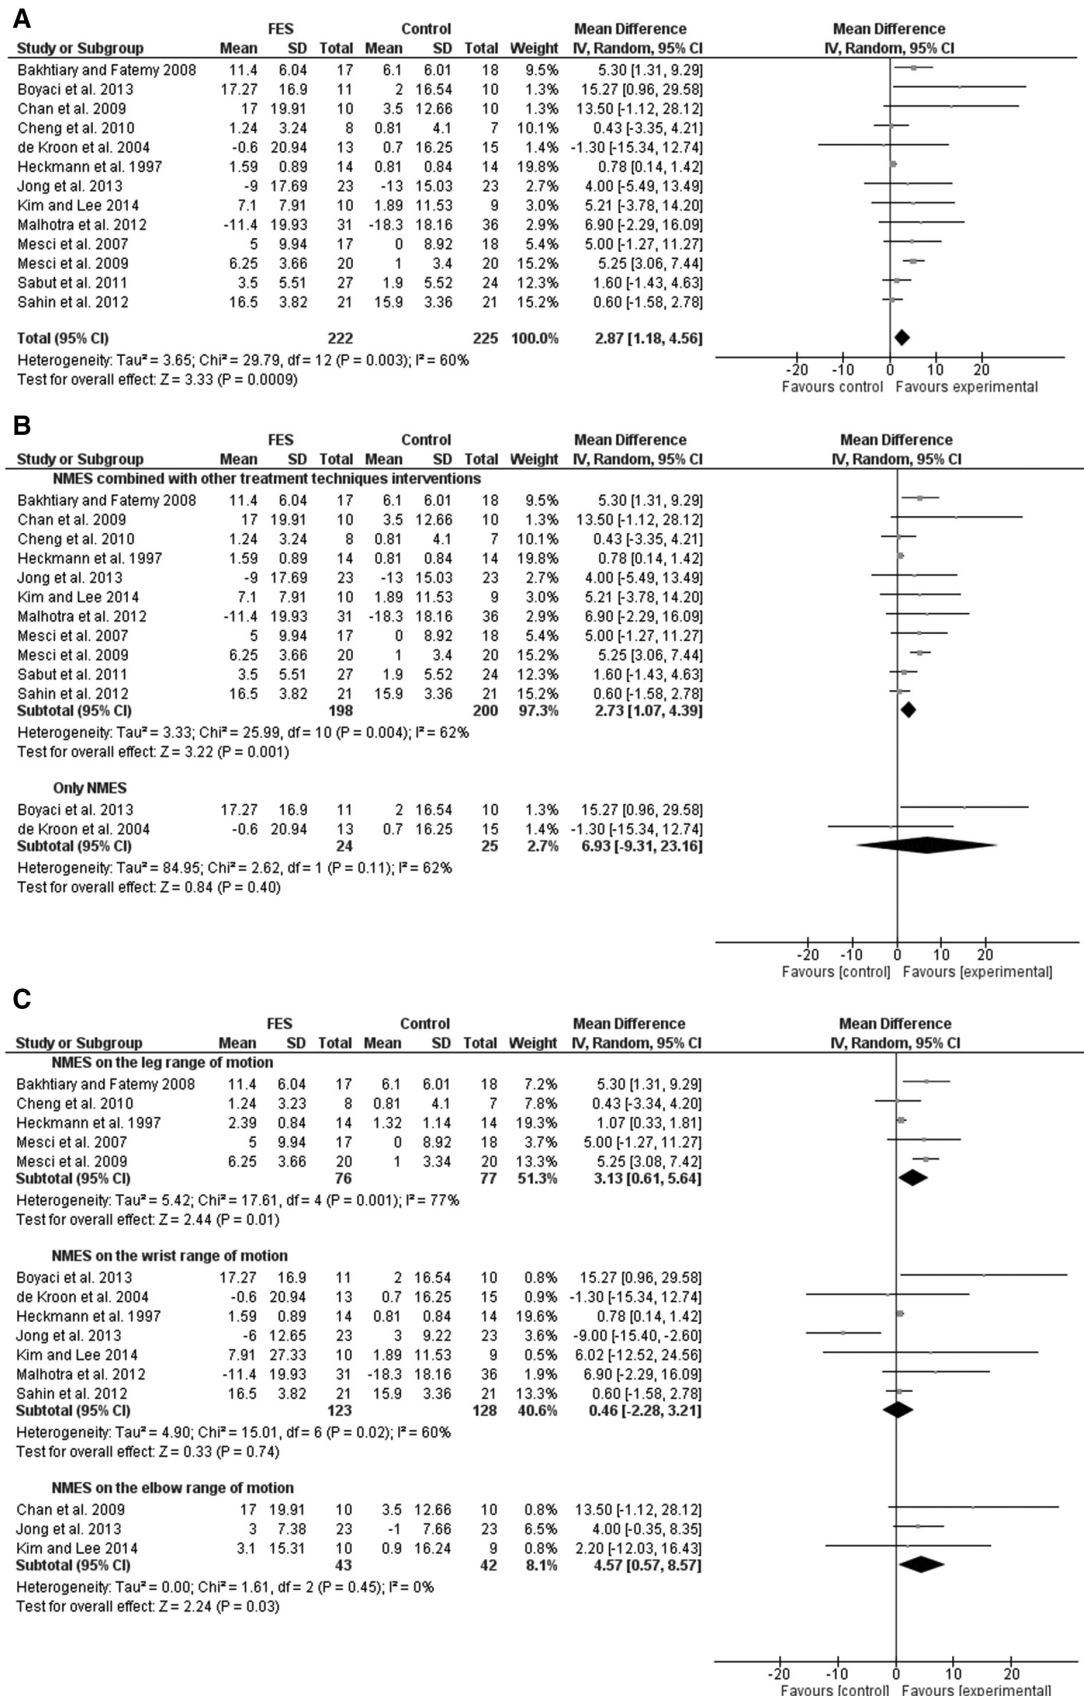 A
FES Control Mean Difference Mean Difference
Study or Subgroup Mean SD Total Mean SD Total Weight IV, Random, 95% CI IV, Random, 95% CI
Bakhtiary and Fatemy 2008 11.4 6.04 17 6.1 6.01 18 9.5% 5.30 [1.31, 9.29]
Boyaci et al. 2013 17.27 16.9 11 2 16.54 10 1.3% 15.27 [0.96, 29.58]
Chan et al. 2009 17 19.91 10 3.5 12.66 10 1.3% 13.50 [-1.12, 28.12]
Cheng et al. 2010 1.24 3.24 8 0.81 4.1 7 10.1% 0.43 [-3.35, 4.21]
de Kroon et al. 2004 -0.6 20.94 13 0.7 16.25 15 1.4% -1.30 [-15.34, 12.74]
Heckmann et al. 1997 1.59 0.89 14 0.81 0.84 14 19.8% 0.78 [0.14, 1.42]
Jong et al. 2013 -9 17.69 23 -13 15.03 23 2.7% 4.00 [-5.49, 13.49]
Kim and Lee 2014 7.1 7.91 10 1.89 11.53 9 3.0% 5.21 [-3.78, 14.20]
Malhotra et al. 2012 -11.4 19.93 31 -18.3 18.16 36 2.9% 6.90 [-2.29, 16.09]
Mesci et al. 2007 5 9.94 17 0 8.92 18 5.4% 5.00 [-1.27, 11.27]
Mesci et al. 2009 6.25 3.66 20 1 3.4 20 15.2% 5.25 [3.06, 7.44]
Sabut et al. 2011 3.5 5.51 27 1.9 5.52 24 12.3% 1.60 [-1.43, 4.63]
Sahin et al. 2012 16.5 3.82 21 15.9 3.36 21 15.2% 0.60 [-1.58, 2.78]
Total (95% CI) 222 225 100.0% 2.87 [1.18, 4.56]
Heterogeneity: Tau² = 3.65; Chi² = 29.79, df = 12 (P = 0.003); I² = 60%
Test for overall effect: Z = 3.33 (P = 0.0009)
-20 -10 0 10 20
Favours control Favours experimental
B
FES Control Mean Difference Mean Difference
Study or Subgroup Mean SD Total Mean SD Total Weight IV, Random, 95% CI IV, Random, 95% CI
NMES combined with other treatment techniques interventions
Bakhtiary and Fatemy 2008 11.4 6.04 17 6.1 6.01 18 9.5% 5.30 [1.31, 9.29]
Chan et al. 2009 17 19.91 10 3.5 12.66 10 1.3% 13.50 [-1.12, 28.12]
Cheng et al. 2010 1.24 3.24 8 0.81 4.1 7 10.1% 0.43 [-3.35, 4.21]
Heckmann et al. 1997 1.59 0.89 14 0.81 0.84 14 19.8% 0.78 [0.14, 1.42]
Jong et al. 2013 -9 17.69 23 -13 15.03 23 2.7% 4.00 [-5.49, 13.49]
Kim and Lee 2014 7.1 7.91 10 1.89 11.53 9 3.0% 5.21 [-3.78, 14.20]
Malhotra et al. 2012 -11.4 19.93 31 -18.3 18.16 36 2.9% 6.90 [-2.29, 16.09]
Mesci et al. 2007 5 9.94 17 0 8.92 18 5.4% 5.00 [-1.27, 11.27]
Mesci et al. 2009 6.25 3.66 20 1 3.4 20 15.2% 5.25 [3.06, 7.44]
Sabut et al. 2011 3.5 5.51 27 1.9 5.52 24 12.3% 1.60 [-1.43, 4.63]
Sahin et al. 2012 16.5 3.82 21 15.9 3.36 21 15.2% 0.60 [-1.58, 2.78]
Subtotal (95% CI) 198 200 97.3% 2.73 [1.07, 4.39]
Heterogeneity: Tau² = 3.33; Chi² = 25.99, df = 10 (P = 0.004); I² = 62%
Test for overall effect: Z = 3.22 (P = 0.001)
Only NMES
Boyaci et al. 2013 17.27 16.9 11 2 16.54 10 1.3% 15.27 [0.96, 29.58]
de Kroon et al. 2004 -0.6 20.94 13 0.7 16.25 15 1.4% -1.30 [-15.34, 12.74]
Subtotal (95% CI) 24 25 2.7% 6.93 [-9.31, 23.16]
Heterogeneity: Tau² = 84.95; Chi² = 2.62, df = 1 (P = 0.11); I² = 62%
Test for overall effect: Z = 0.84 (P = 0.40)
-20 -10 0 10 20
Favours [control] Favours [experimental]
C
FES Control Mean Difference Mean Difference
Study or Subgroup Mean SD Total Mean SD Total Weight IV, Random, 95% CI IV, Random, 95% CI
NMES on the leg range of motion
Bakhtiary and Fatemy 2008 11.4 6.04 17 6.1 6.01 18 7.2% 5.30 [1.31, 9.29]
Cheng et al. 2010 1.24 3.23 8 0.81 4.1 7 7.8% 0.43 [-3.34, 4.20]
Heckmann et al. 1997 2.39 0.84 14 1.32 1.14 14 19.3% 1.07 [0.33, 1.81]
Mesci et al. 2007 5 9.94 17 0 8.92 18 3.7% 5.00 [-1.27, 11.27]
Mesci et al. 2009 6.25 3.66 20 1 3.34 20 13.3% 5.25 [3.08, 7.42]
Subtotal (95% CI) 76 77 51.3% 3.13 [0.61, 5.64]
Heterogeneity: Tau² = 5.42; Chi² = 17.61, df = 4 (P = 0.001); I² = 77%
Test for overall effect: Z = 2.44 (P = 0.01)
NMES on the wrist range of motion
Boyaci et al. 2013 17.27 16.9 11 2 16.54 10 0.8% 15.27 [0.96, 29.58]
de Kroon et al. 2004 -0.6 20.94 13 0.7 16.25 15 0.9% -1.30 [-15.34, 12.74]
Heckmann et al. 1997 1.59 0.89 14 0.81 0.84 14 19.6% 0.78 [0.14, 1.42]
Jong et al. 2013 -6 12.65 23 3 9.22 23 3.6% -9.00 [-15.40, -2.60]
Kim and Lee 2014 7.91 27.33 10 1.89 11.53 9 0.5% 6.02 [-12.52, 24.56]
Malhotra et al. 2012 -11.4 19.93 31 -18.3 18.16 36 1.9% 6.90 [-2.29, 16.09]
Sahin et al. 2012 16.5 3.82 21 15.9 3.36 21 13.3% 0.60 [-1.58, 2.78]
Subtotal (95% CI) 123 128 40.6% 0.46 [-2.28, 3.21]
Heterogeneity: Tau² = 4.90; Chi² = 15.01, df = 6 (P = 0.02); I² = 60%
Test for overall effect: Z = 0.33 (P = 0.74)
NMES on the elbow range of motion
Chan et al. 2009 17 19.91 10 3.5 12.66 10 0.8% 13.50 [-1.12, 28.12]
Jong et al. 2013 3 7.38 23 -1 7.66 23 6.5% 4.00 [-0.35, 8.35]
Kim and Lee 2014 3.1 15.31 10 0.9 16.24 9 0.8% 2.20 [-12.03, 16.43]
Subtotal (95% CI) 43 42 8.1% 4.57 [0.57, 8.57]
Heterogeneity: Tau² = 0.00; Chi² = 1.61, df = 2 (P = 0.45); I² = 0%
Test for overall effect: Z = 2.24 (P = 0.03)
-20 -10 0 10 20
Favours [control] Favours [experimental]